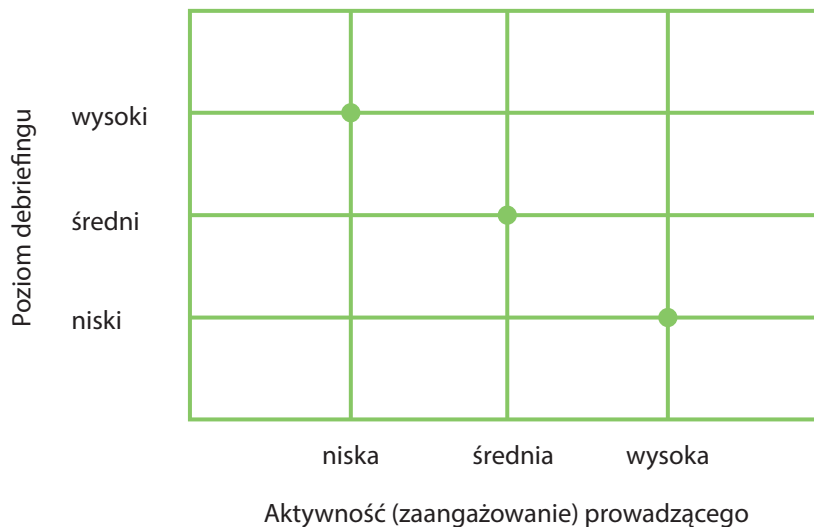 Poziom debriefingu
wysoki
średni
niski
niska średnia wysoka
Aktywność (zaangażowanie) prowadzącego